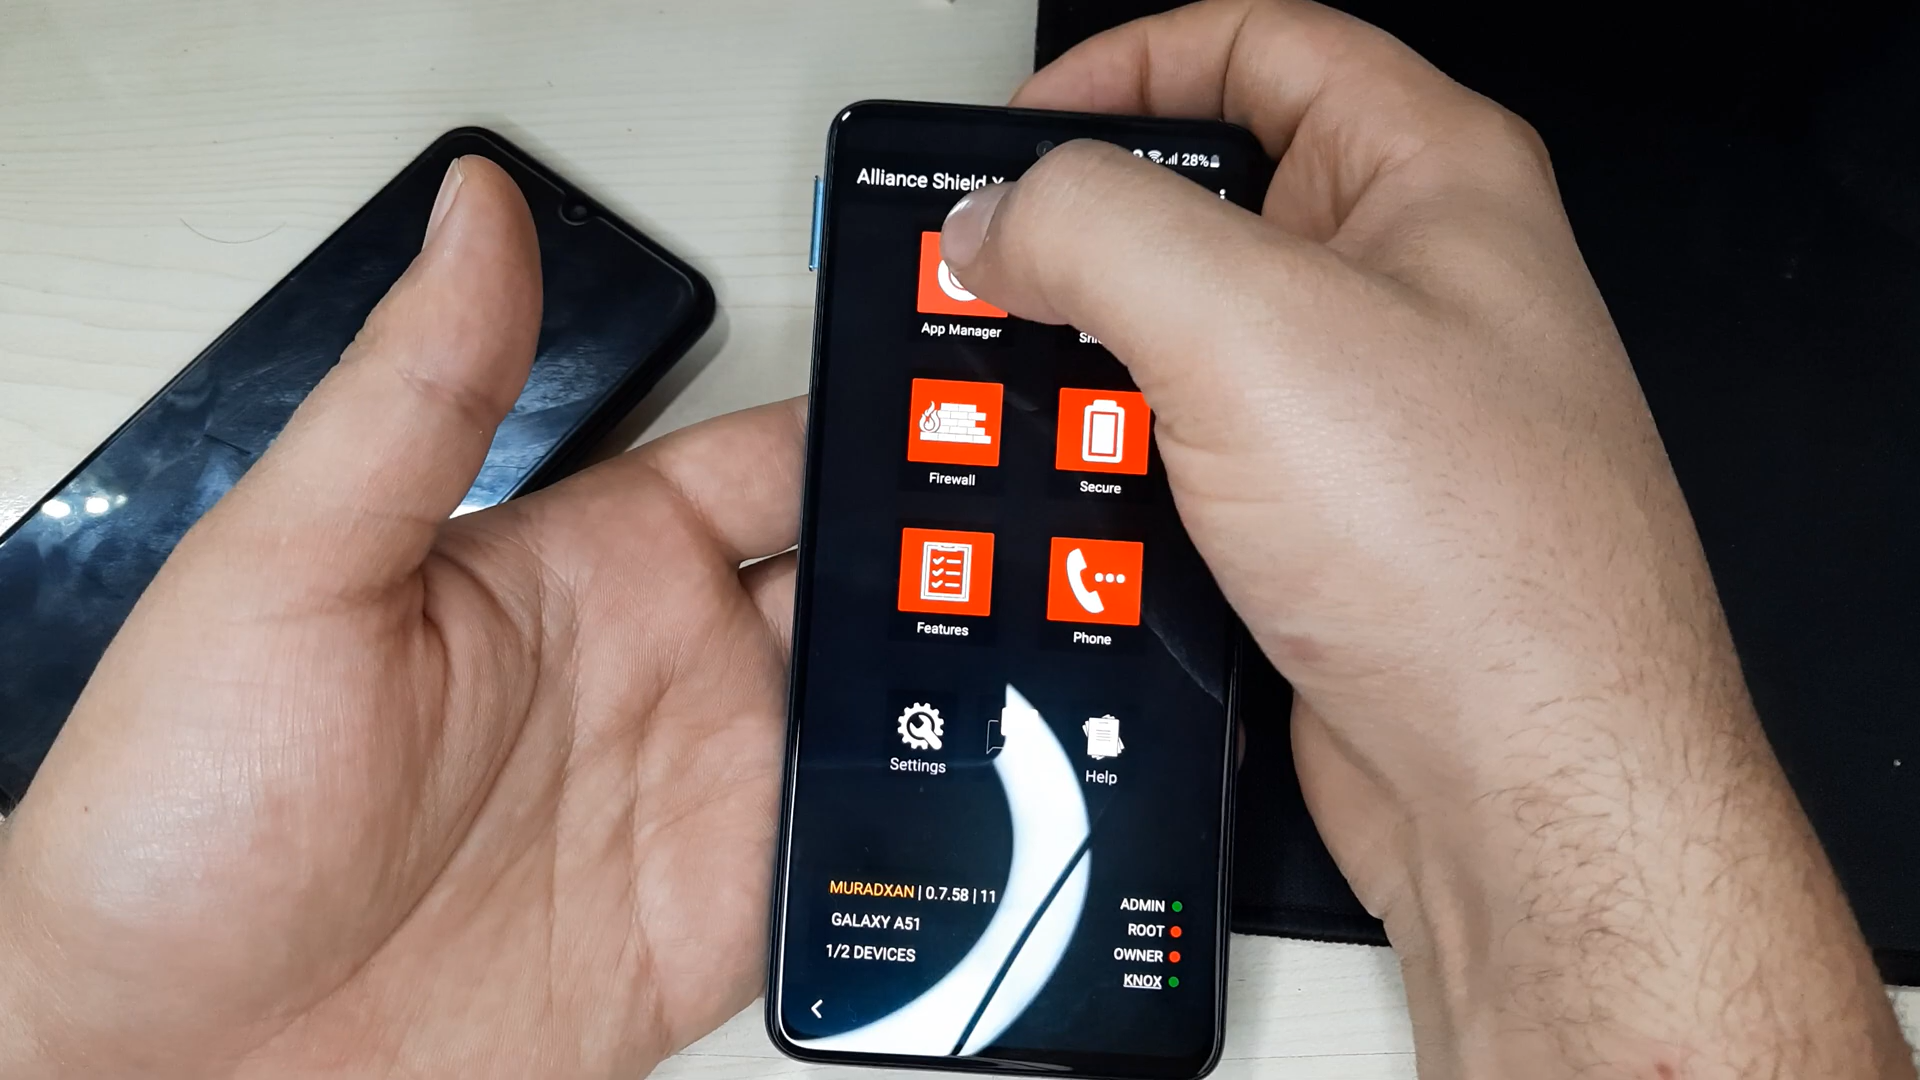 28%
Alliance Shield X
App Manager
Firewall
Secure
Features
Phone
Settings
Help
MURADXAN | 0.7.58 | 11
GALAXY A51
1/2 DEVICES
ADMIN
ROOT
OWNER
KNOX